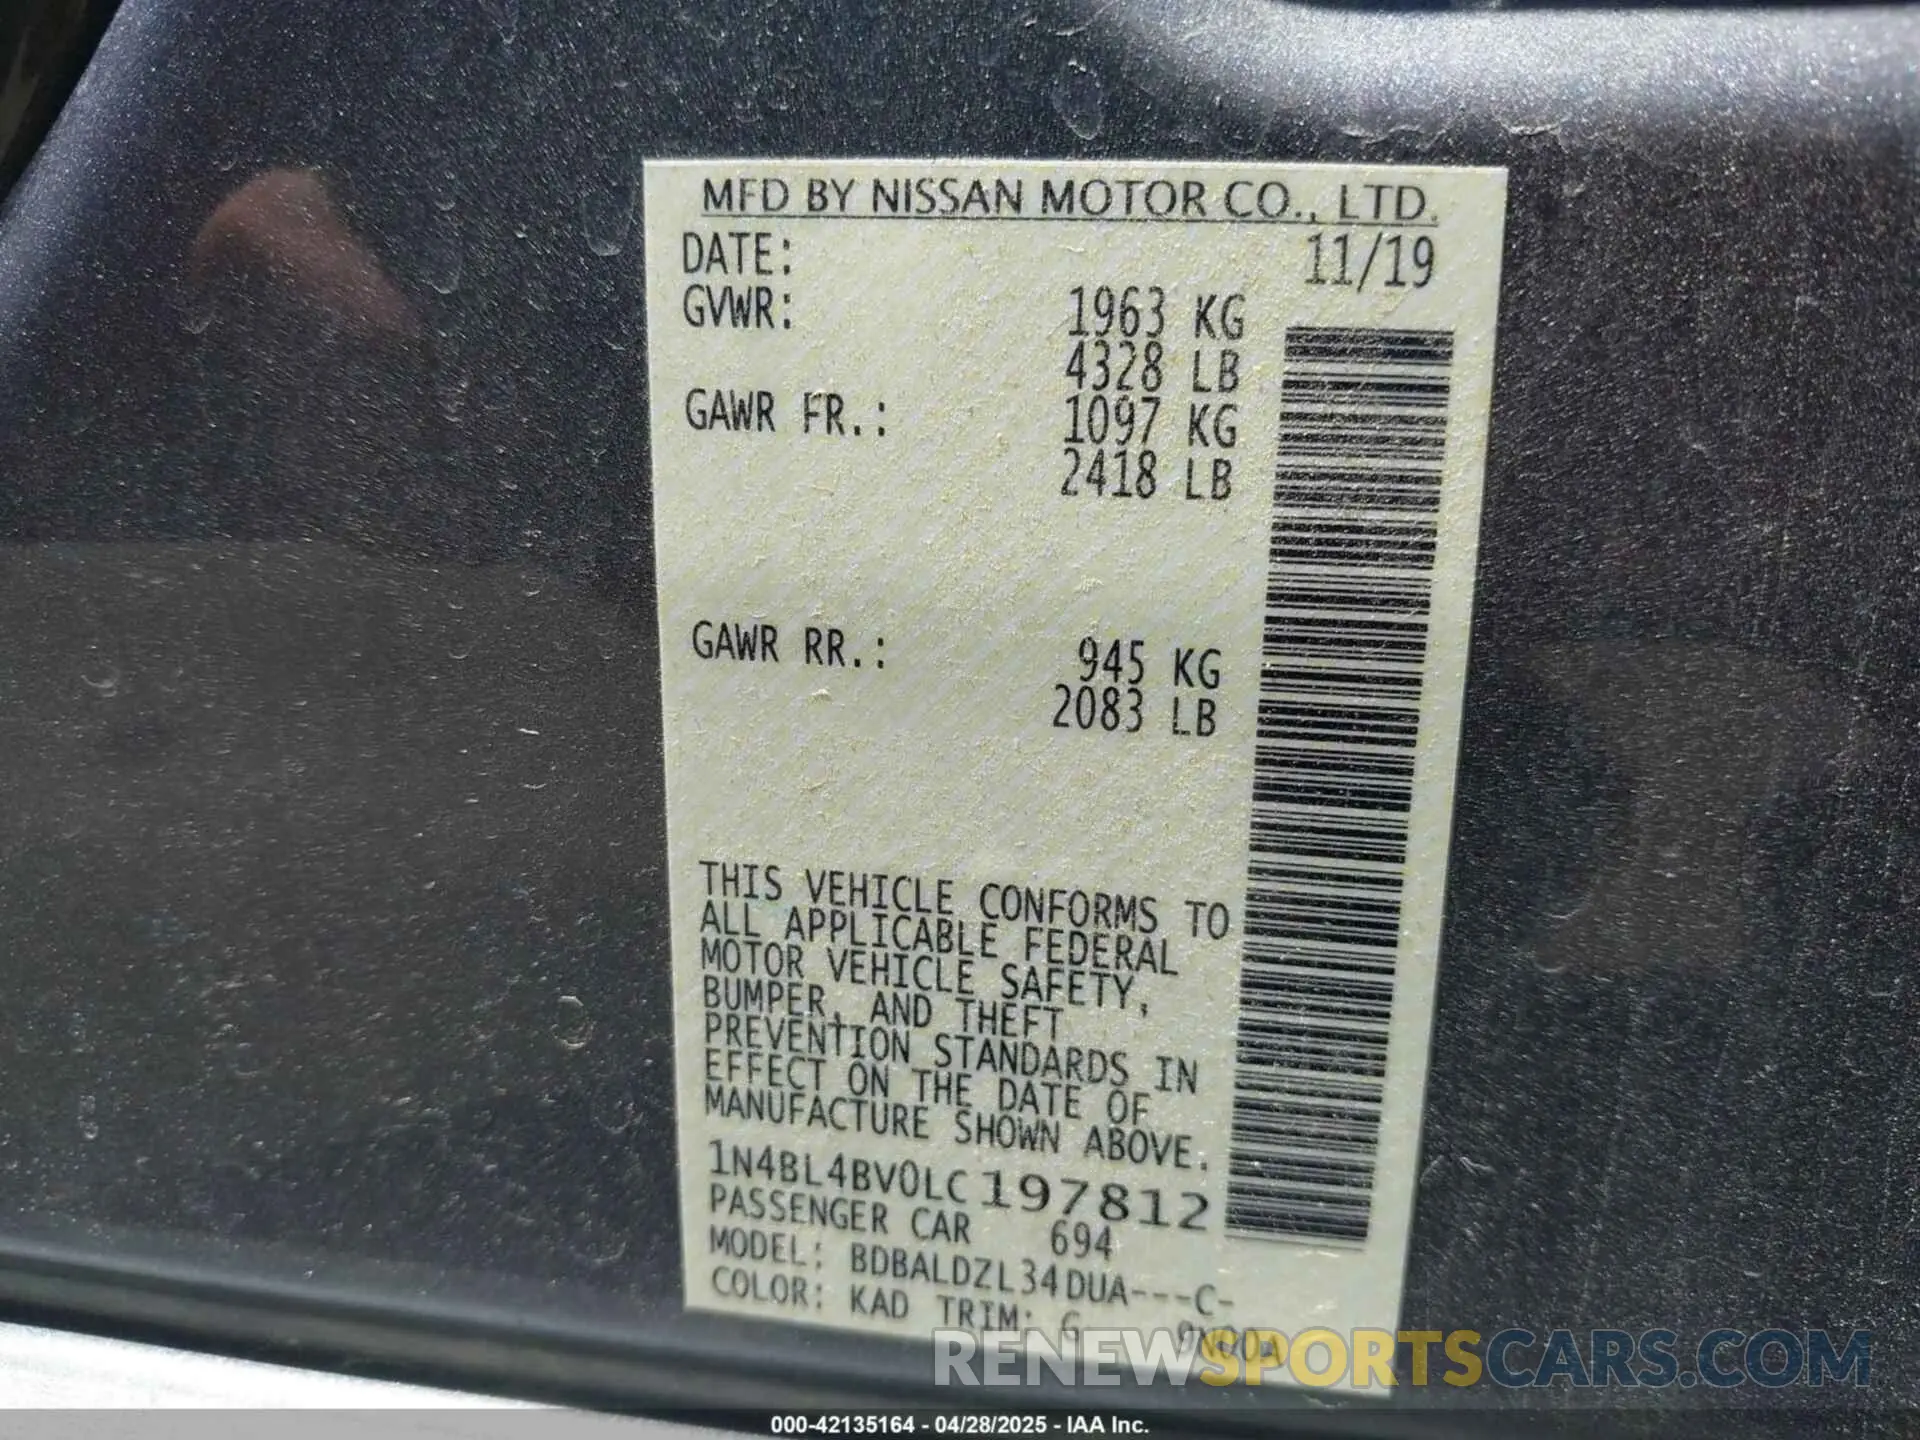 MFD BY NISSAN MOTOR CO., LTD.
DATE: 11/19
GVWR: 1963 KG
4328 LB
GAWR FR.: 1097 KG
2418 LB
GAWR RR.: 945 KG
2083 LB
THIS VEHICLE CONFORMS TO
ALL APPLICABLE FEDERAL
MOTOR VEHICLE SAFETY,
BUMPER, AND THEFT
PREVENTION STANDARDS IN
EFFECT ON THE DATE OF
MANUFACTURE SHOWN ABOVE.
1N4BL4BV0LC197812
PASSENGER CAR 694
MODEL: BDBALDZL34DUA---C-
COLOR: KAD TRIM: G
RENEWSPORTSCARS.COM
000-42135164 - 04/28/2025 - IAA Inc.